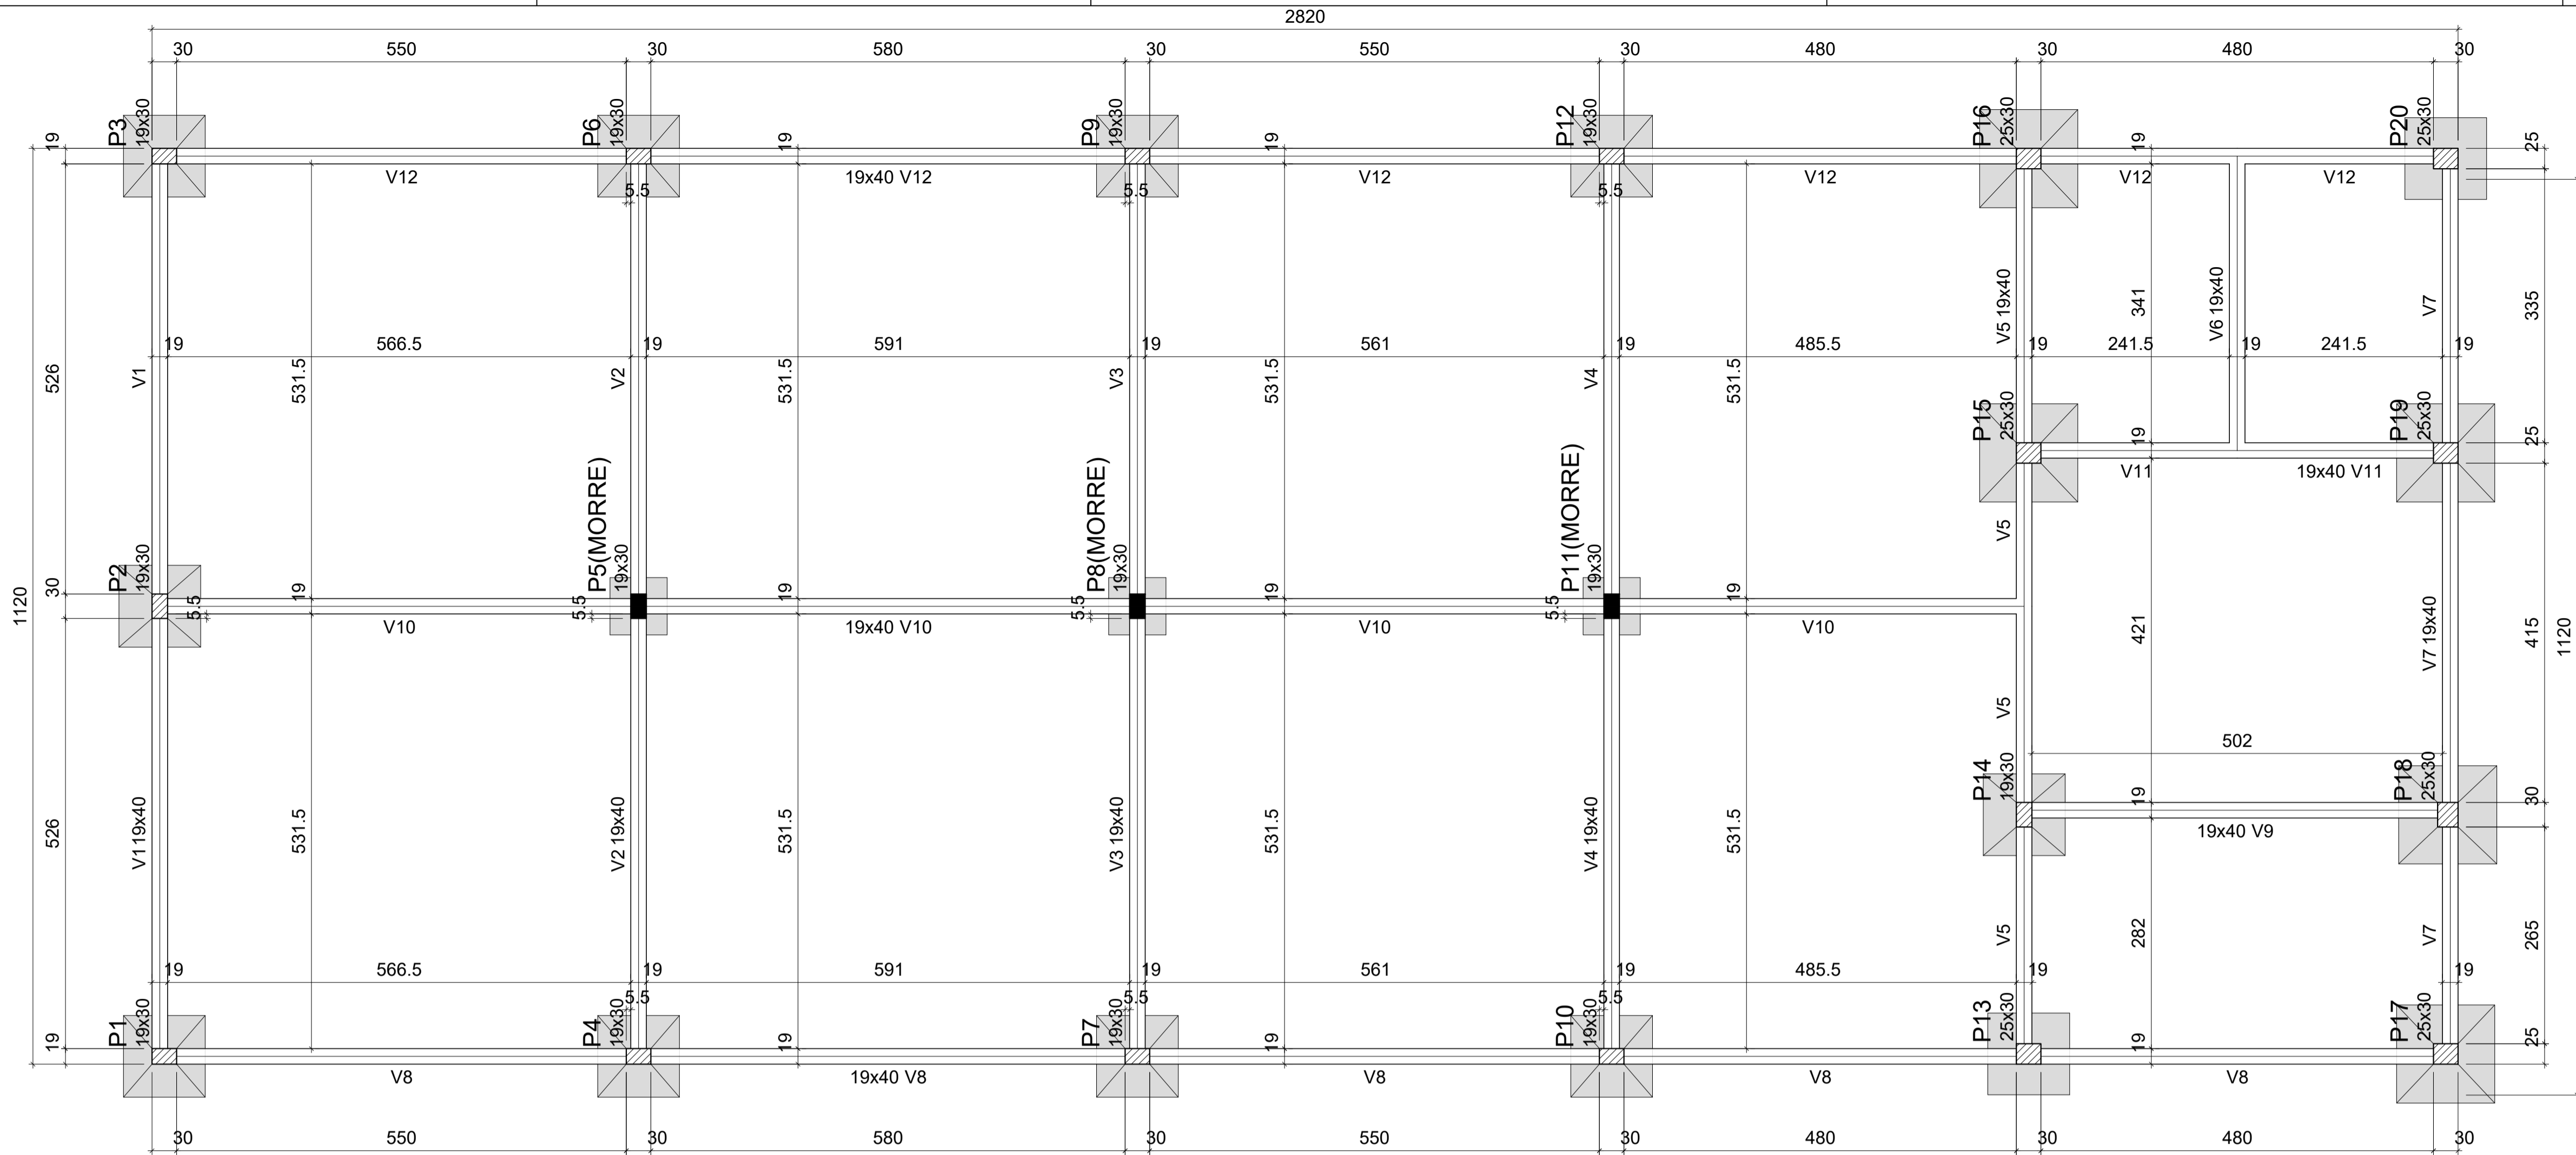 2820
30 550 30 580 30 550 30 480 30 480 30
P3 19x30 P6 19x30 P9 19x30 P12 19x30 P16 25x30 P20 25x30
19 19 19 19 25
V12 19x40 V12 V12 V12 V12 V12
5.5 5.5 5.5
V5 19x40 341 V6 19x40 V7 335
19 566.5 19 591 19 561 19 485.5 19 241.5 19 241.5 19
526 V1 531.5 V2 531.5 V3 531.5 V4 531.5
P15 25x30 19 P19 25x30 25
V11 19x40 V11
P5(MORRE) P8(MORRE) P11(MORRE)
V5
P2 19x30 19x30 19x30 19x30
30 19 19 19 19
1120 5.5 5.5 5.5 5.5
V10 19x40 V10 V10 V10
421 V7 19x40 415 1120
V5
502
P14 19x30 P18 25x30
19 30
526 V1 19x40 531.5 V2 19x40 531.5 V3 19x40 531.5 V4 19x40 531.5
19x40 V9
V5 282 V7 265
19 566.5 19 591 19 561 19 485.5 19 19
5.5 5.5 5.5
P1 19x30 P4 19x30 P7 19x30 P10 19x30 P13 25x30 P17 25x30
19 19 19 19 25
V8 19x40 V8 V8 V8 V8
30 550 30 580 30 550 30 480 30 480 30